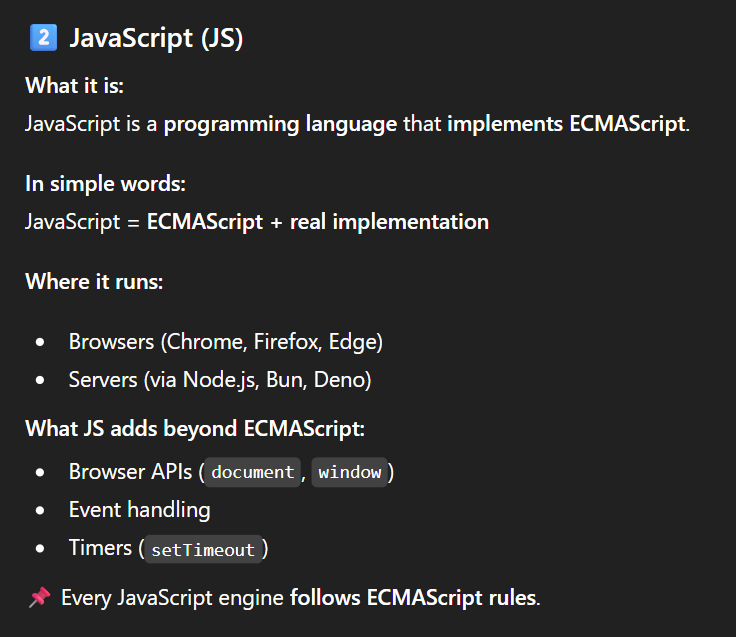 2️⃣ JavaScript (JS)
What it is:
JavaScript is a programming language that implements ECMAScript.
In simple words:
JavaScript = ECMAScript + real implementation
Where it runs:
• Browsers (Chrome, Firefox, Edge)
• Servers (via Node.js, Bun, Deno)
What JS adds beyond ECMAScript:
• Browser APIs (document, window)
• Event handling
• Timers (setTimeout)
📌 Every JavaScript engine follows ECMAScript rules.